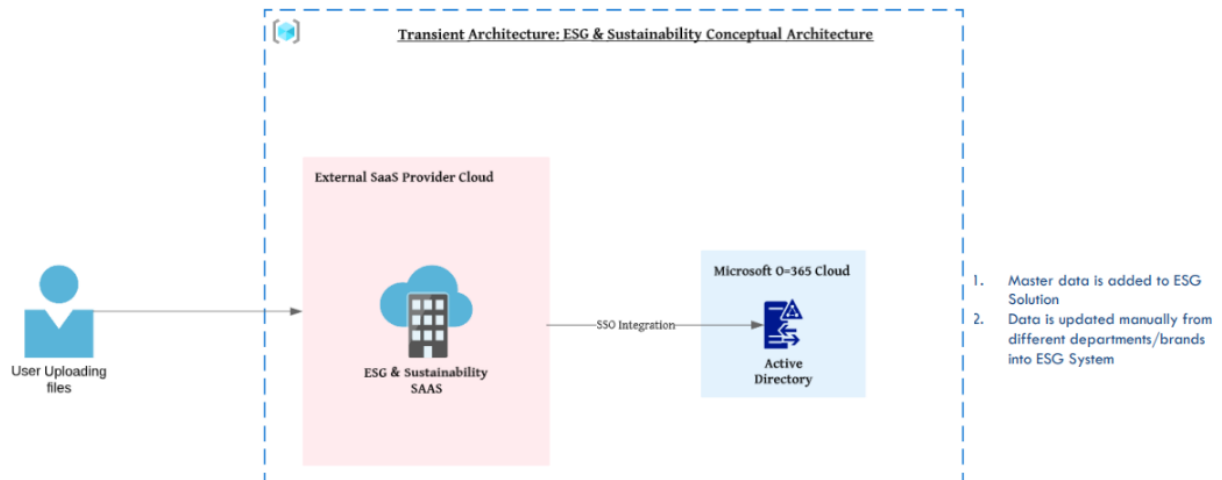 Transient Architecture: ESG & Sustainability Conceptual Architecture
External SaaS Provider Cloud
Microsoft O=365 Cloud
SSO Integration
ESG & Sustainability
SAAS
Active
Directory
User Uploading
files
1. Master data is added to ESG
Solution
2. Data is updated manually from
different departments/brands
into ESG System